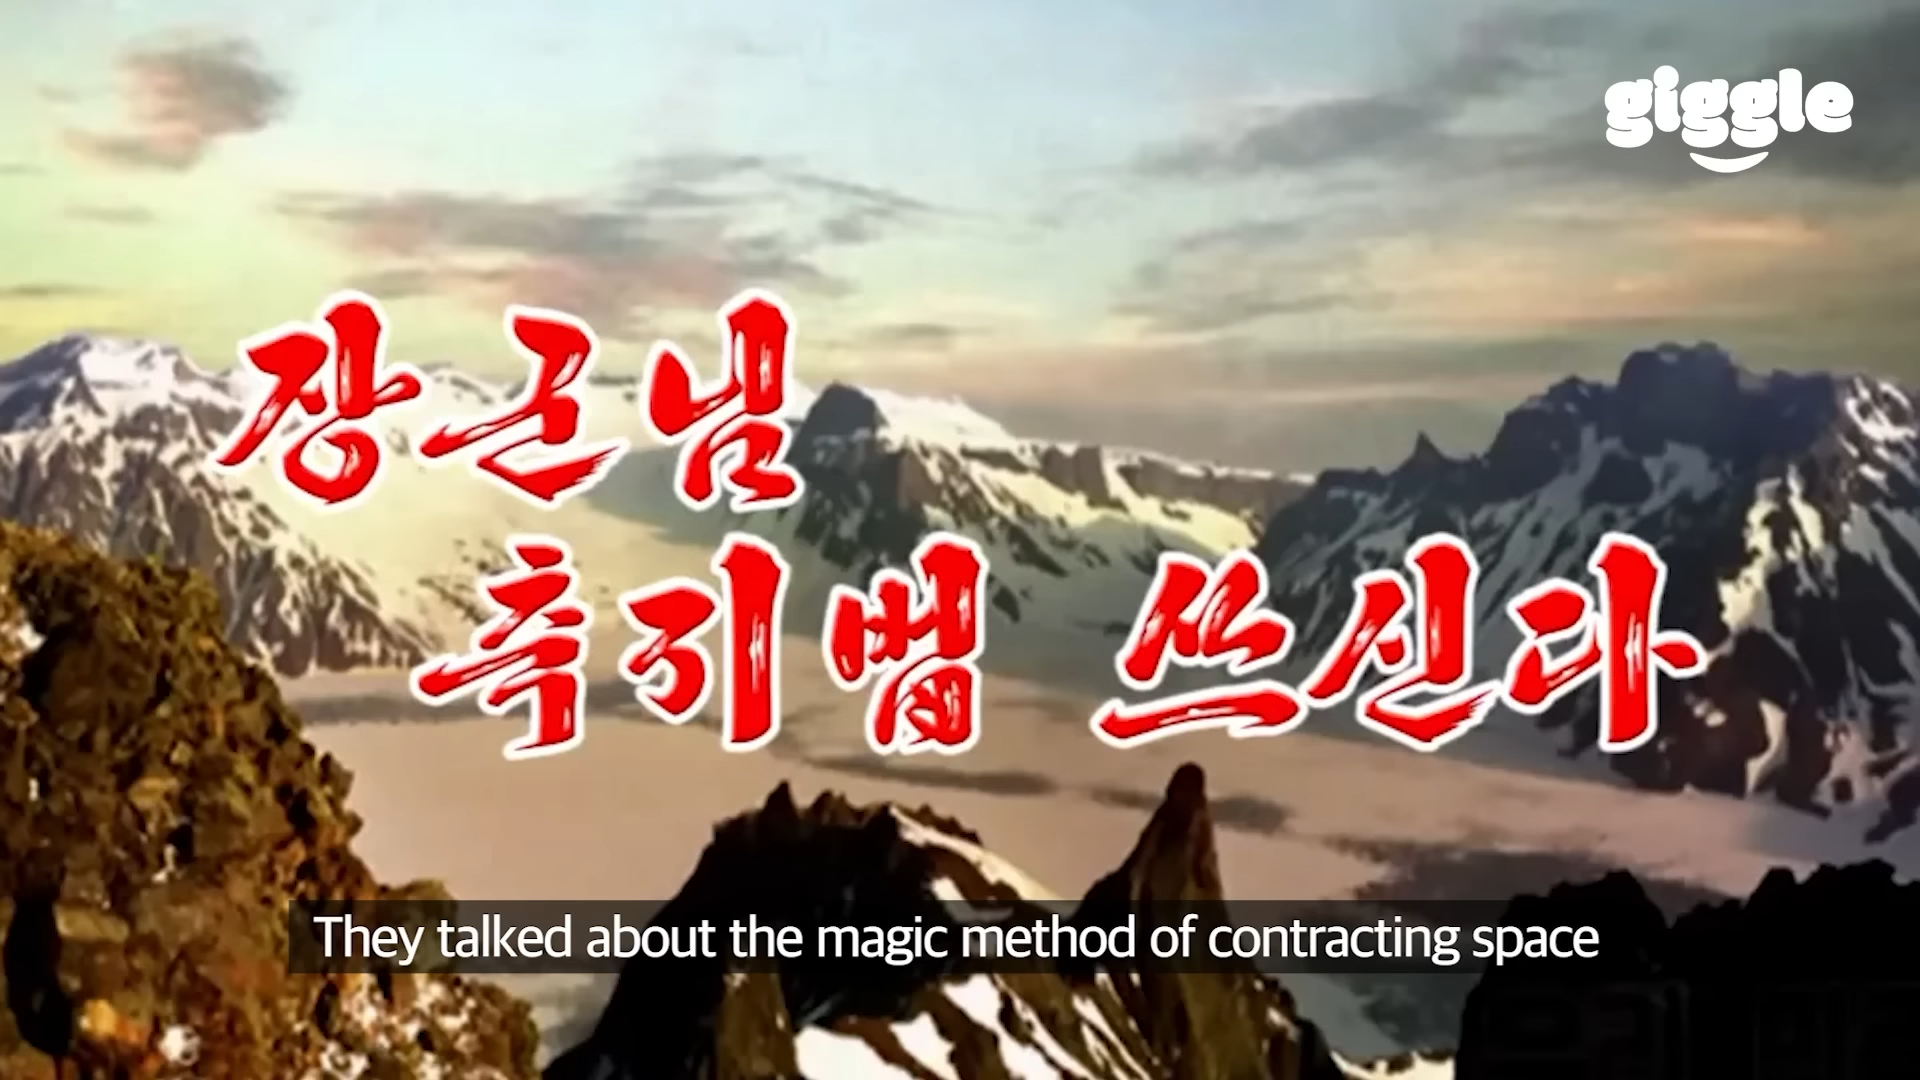 giggle
장군님
축지법 쓰신다
They talked about the magic method of contracting space